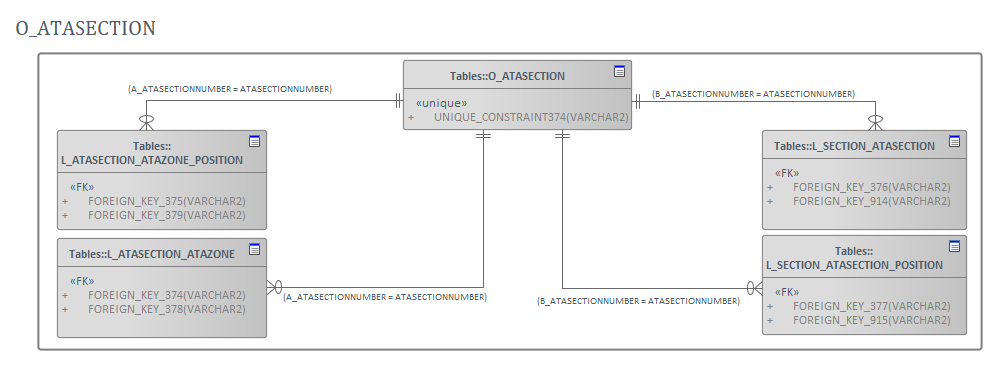 O_ATASECTION
Tables::O_ATASECTION
«unique»
+ UNIQUE_CONSTRAINT374(VARCHAR2)
(A_ATASECTIONNUMBER = ATASECTIONNUMBER)
(B_ATASECTIONNUMBER = ATASECTIONNUMBER)
Tables::
L_ATASECTION_ATAZONE_POSITION
«FK»
+ FOREIGN_KEY_375(VARCHAR2)
+ FOREIGN_KEY_379(VARCHAR2)
Tables::L_SECTION_ATASECTION
«FK»
+ FOREIGN_KEY_376(VARCHAR2)
+ FOREIGN_KEY_914(VARCHAR2)
Tables::L_ATASECTION_ATAZONE
«FK»
+ FOREIGN_KEY_374(VARCHAR2)
+ FOREIGN_KEY_378(VARCHAR2)
(A_ATASECTIONNUMBER = ATASECTIONNUMBER)
(B_ATASECTIONNUMBER = ATASECTIONNUMBER)
Tables::
L_SECTION_ATASECTION_POSITION
«FK»
+ FOREIGN_KEY_377(VARCHAR2)
+ FOREIGN_KEY_915(VARCHAR2)